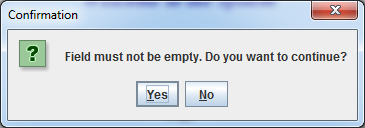 Confirmation
Field must not be empty. Do you want to continue?
Yes
No